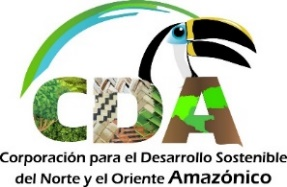 CDA
Corporación para el Desarrollo Sostenible
del Norte y el Oriente Amazónico